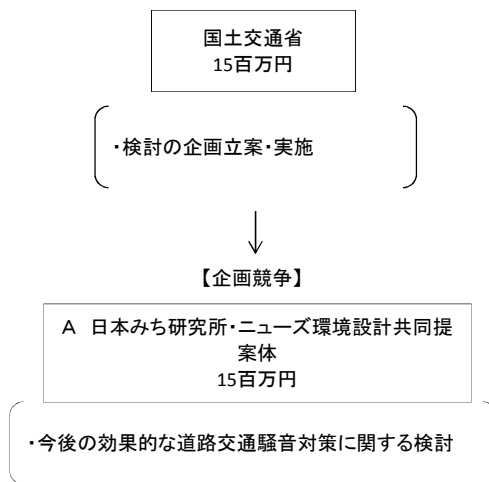 国土交通省
15百万円
・検討の企画立案・実施
【企画競争】
A 日本みち研究所・ニューズ環境設計共同提
案体
15百万円
・今後の効果的な道路交通騒音対策に関する検討